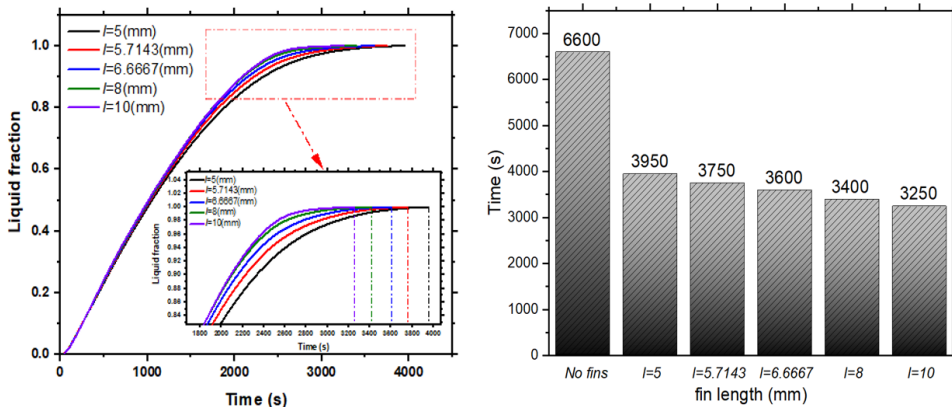 l=5(mm)
l=5.7143(mm)
l=6.6667(mm)
l=8(mm)
l=10(mm)
Liquid fraction
1.0
0.8
0.6
0.4
0.2
0.0
0 1000 2000 3000 4000
Time (s)
l=5(mm)
l=5.7143(mm)
l=6.6667(mm)
l=8(mm)
l=10(mm)
Liquid fraction
1.04
1.02
1.00
0.98
0.96
0.94
0.92
0.90
0.88
0.86
0.84
1800 2000 2200 2400 2600 2800 3000 3200 3400 3600 3800 4000
Time (s)
Time (s)
7000
6000
5000
4000
3000
2000
1000
0
6600
3950
3750
3600
3400
3250
No fins l=5 l=5.7143 l=6.6667 l=8 l=10
fin length (mm)